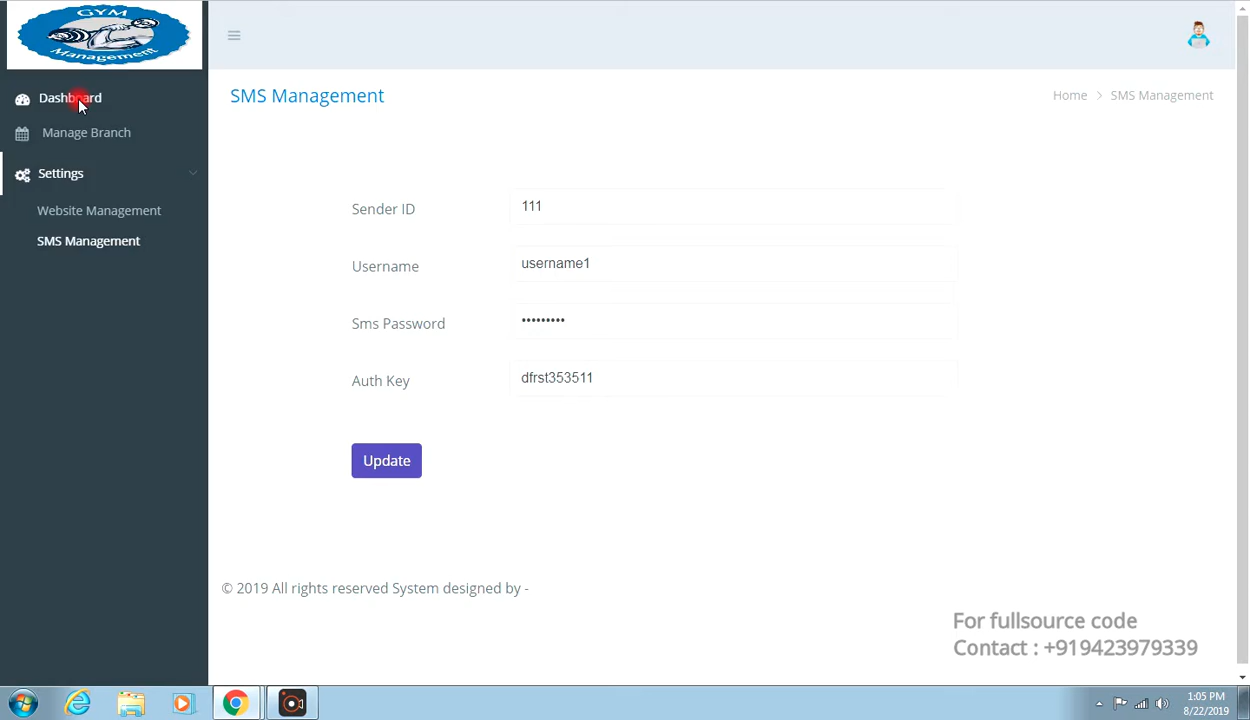 GYM
Management
Dashboard
Manage Branch
Settings
Website Management
SMS Management
SMS Management
Home > SMS Management
Sender ID
111
Username
username1
Sms Password
•••••••••
Auth Key
dfrst353511
Update
© 2019 All rights reserved System designed by -
For fullsource code
Contact : +919423979339
1:05 PM
8/22/2019